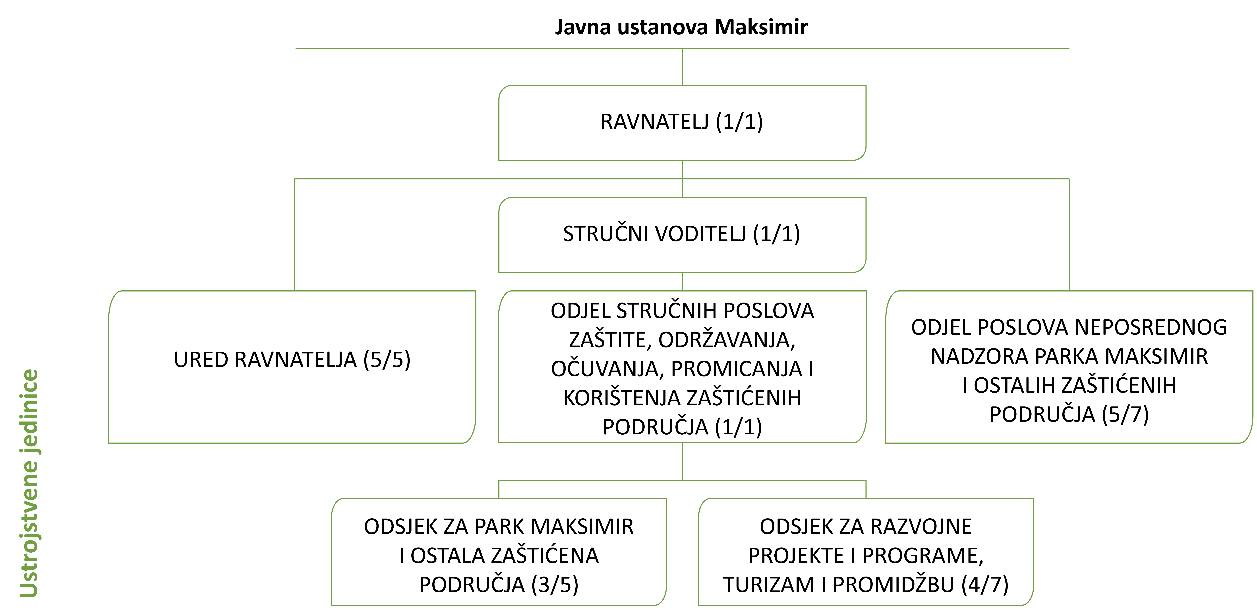 Javna ustanova Maksimir
RAVNATELJ (1/1)
STRUČNI VODITELJ (1/1)
URED RAVNATELJA (5/5)
ODJEL STRUČNIH POSLOVA
ZAŠTITE, ODRŽAVANJA,
OČUVANJA, PROMICANJA I
KORIŠTENJA ZAŠTIĆENIH
PODRUČJA (1/1)
ODJEL POSLOVA NEPOSREDNOG
NADZORA PARKA MAKSIMIR
I OSTALIH ZAŠTIĆENIH
PODRUČJA (5/7)
ODSJEK ZA PARK MAKSIMIR
I OSTALA ZAŠTIĆENA
PODRUČJA (3/5)
ODSJEK ZA RAZVOJNE
PROJEKTE I PROGRAME,
TURIZAM I PROMIDŽBU (4/7)
Ustrojstvene jedinice